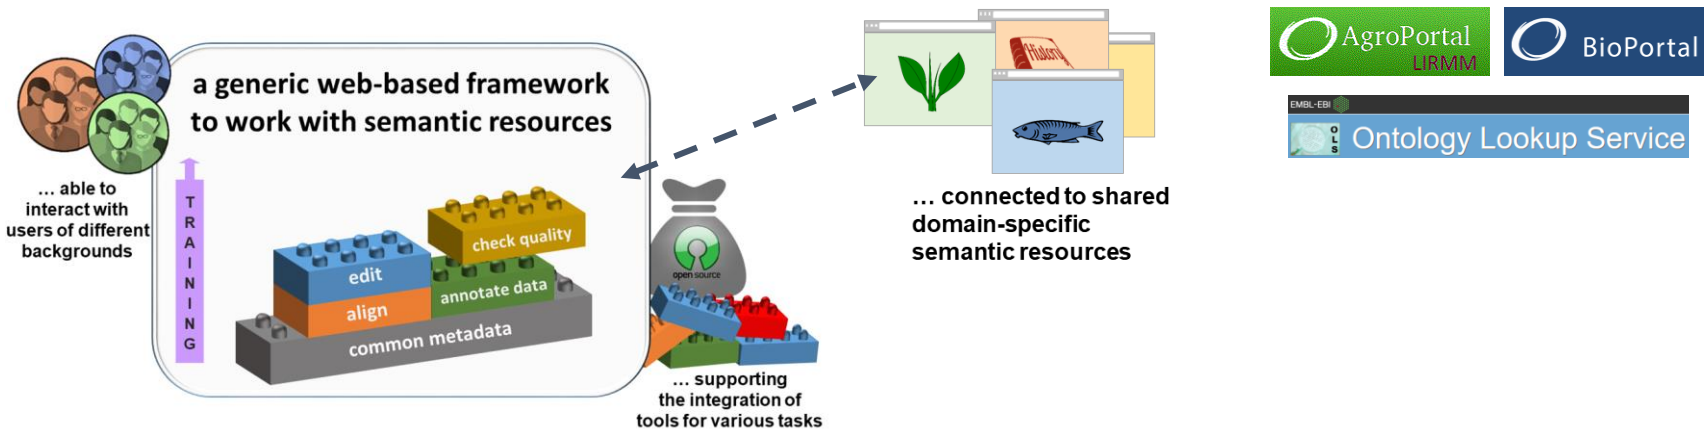 a generic web-based framework
to work with semantic resources
... able to
interact with
users of different
backgrounds
TRAINING
check quality
edit
annotate data
align
common metadata
open source
... supporting
the integration of
tools for various tasks
History
... connected to shared
domain-specific
semantic resources
AgroPortal
LIRMM
BioPortal
EMBL-EBI
OLS
Ontology Lookup Service